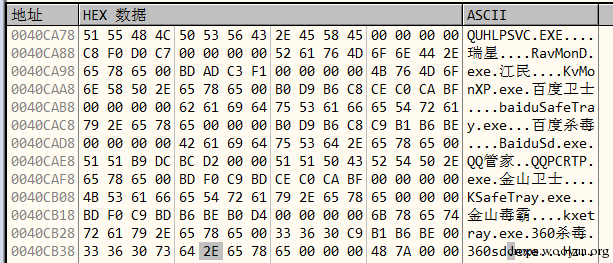 地址 HEX 数据 ASCII
0040CA78 51 55 48 4C 50 53 56 43 2E 45 58 45 00 00 00 00 QUHLPSVC.EXE....
0040CA88 C8 F0 D0 C7 00 00 00 00 52 61 76 4D 6F 6E 44 2E 瑞星....RavMonD.
0040CA98 65 78 65 00 BD AD C3 F1 00 00 00 00 4B 76 4D 6F exe.江民....KvMo
0040CAA8 6E 58 50 2E 65 78 65 00 B0 D9 B6 C8 CE C0 CA BF nXP.exe.百度卫士
0040CAB8 00 00 00 00 62 61 69 64 75 53 61 66 65 54 72 61 ....baiduSafeTra
0040CAC8 79 2E 65 78 65 00 00 00 B0 D9 B6 C8 C9 B1 B6 BE y.exe...百度杀毒
0040CAD8 00 00 00 00 42 61 69 64 75 53 64 2E 65 78 65 00 ....BaiduSd.exe.
0040CAE8 51 51 B9 DC BC D2 00 00 51 51 50 43 52 54 50 2E QQ管家..QQPCRTP.
0040CAF8 65 78 65 00 BD F0 C9 BD CE C0 CA BF 00 00 00 00 exe.金山卫士....
0040CB08 4B 53 61 66 65 54 72 61 79 2E 65 78 65 00 00 00 KSafeTray.exe...
0040CB18 BD F0 C9 BD B6 BE B0 D4 00 00 00 00 6B 78 65 74 金山毒霸....kxet
0040CB28 72 61 79 2E 65 78 65 00 33 36 30 C9 B1 B6 BE 00 ray.exe.360杀毒.
0040CB38 33 36 30 73 64 2E 65 78 65 00 00 00 48 7A 00 00 360sd